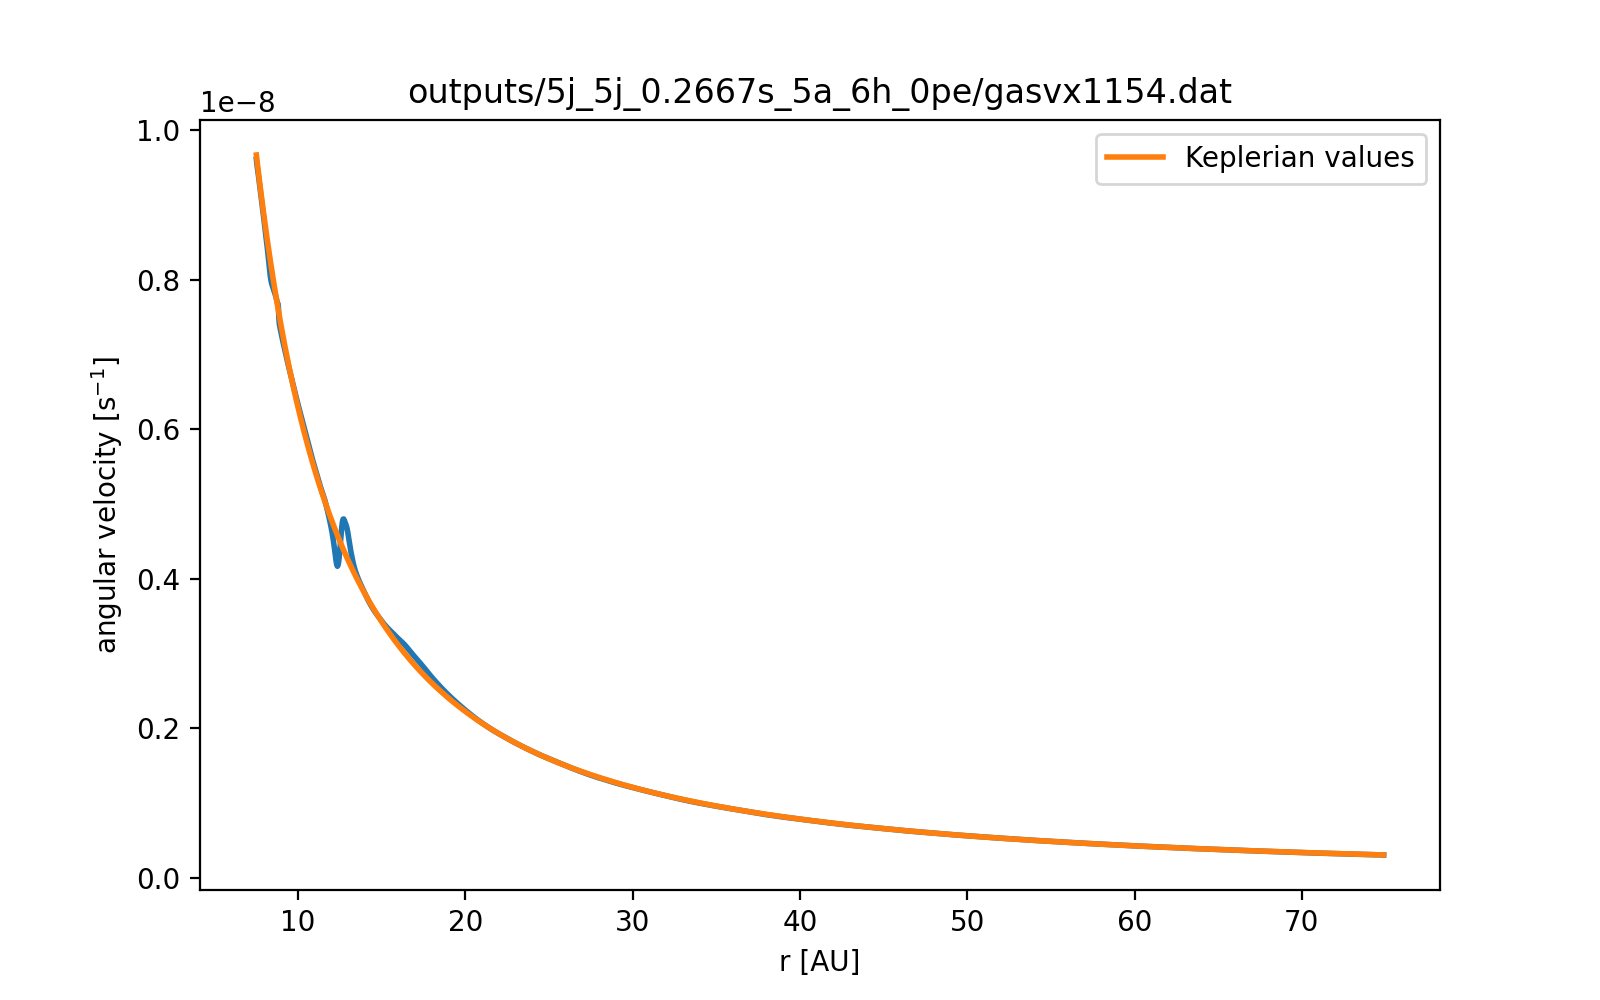 outputs/5j_5j_0.2667s_5a_6h_0pe/gasvx1154.dat
1e−8
Keplerian values
1.0
0.8
0.6
0.4
0.2
0.0
angular velocity [s⁻¹]
10 20 30 40 50 60 70
r [AU]